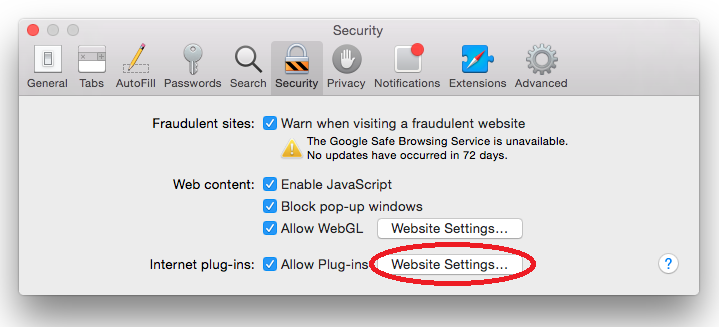 Security
General Tabs AutoFill Passwords Search Security Privacy Notifications Extensions Advanced
Fraudulent sites: Warn when visiting a fraudulent website
The Google Safe Browsing Service is unavailable.
No updates have occurred in 72 days.
Web content: Enable JavaScript
Block pop-up windows
Allow WebGL Website Settings...
Internet plug-ins: Allow Plug-ins Website Settings...
?